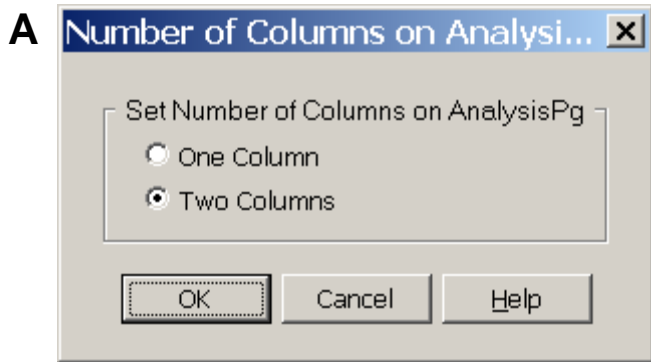 A
Number of Columns on Analysi...
Set Number of Columns on AnalysisPg
One Column
Two Columns
OK Cancel Help